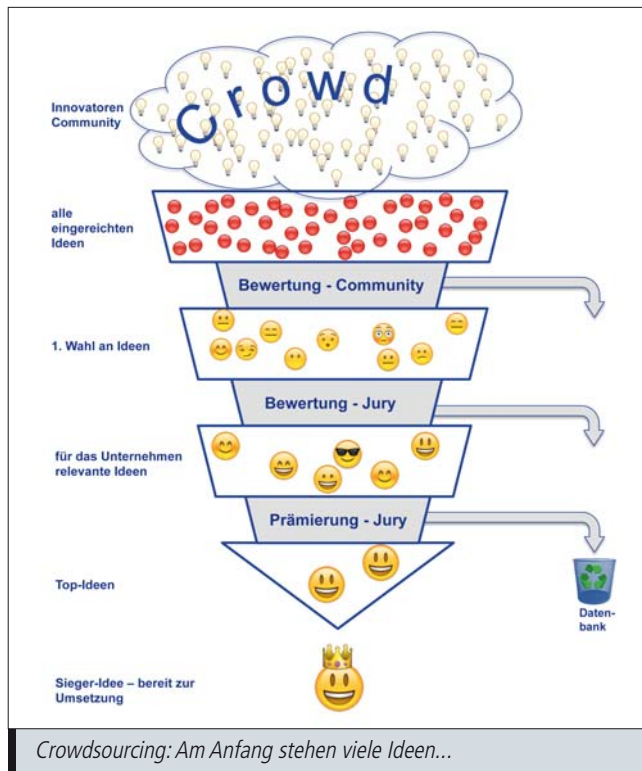 Crowd
Innovatoren
Community
alle
eingereichten
Ideen
Bewertung - Community
1. Wahl an Ideen
Bewertung - Jury
für das Unternehmen
relevante Ideen
Prämierung - Jury
Top-Ideen
Daten-
bank
Sieger-Idee – bereit zur
Umsetzung
Crowdsourcing: Am Anfang stehen viele Ideen...